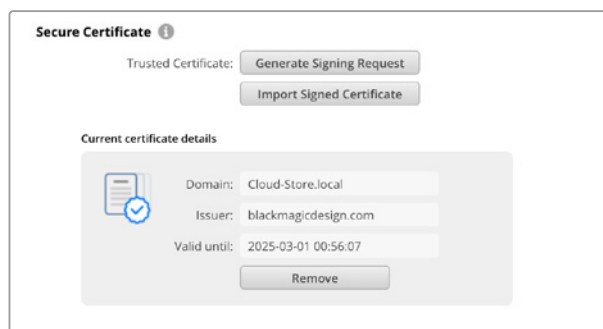 Secure Certificate
Trusted Certificate: Generate Signing Request
Import Signed Certificate
Current certificate details
Domain: Cloud-Store.local
Issuer: blackmagicdesign.com
Valid until: 2025-03-01 00:56:07
Remove